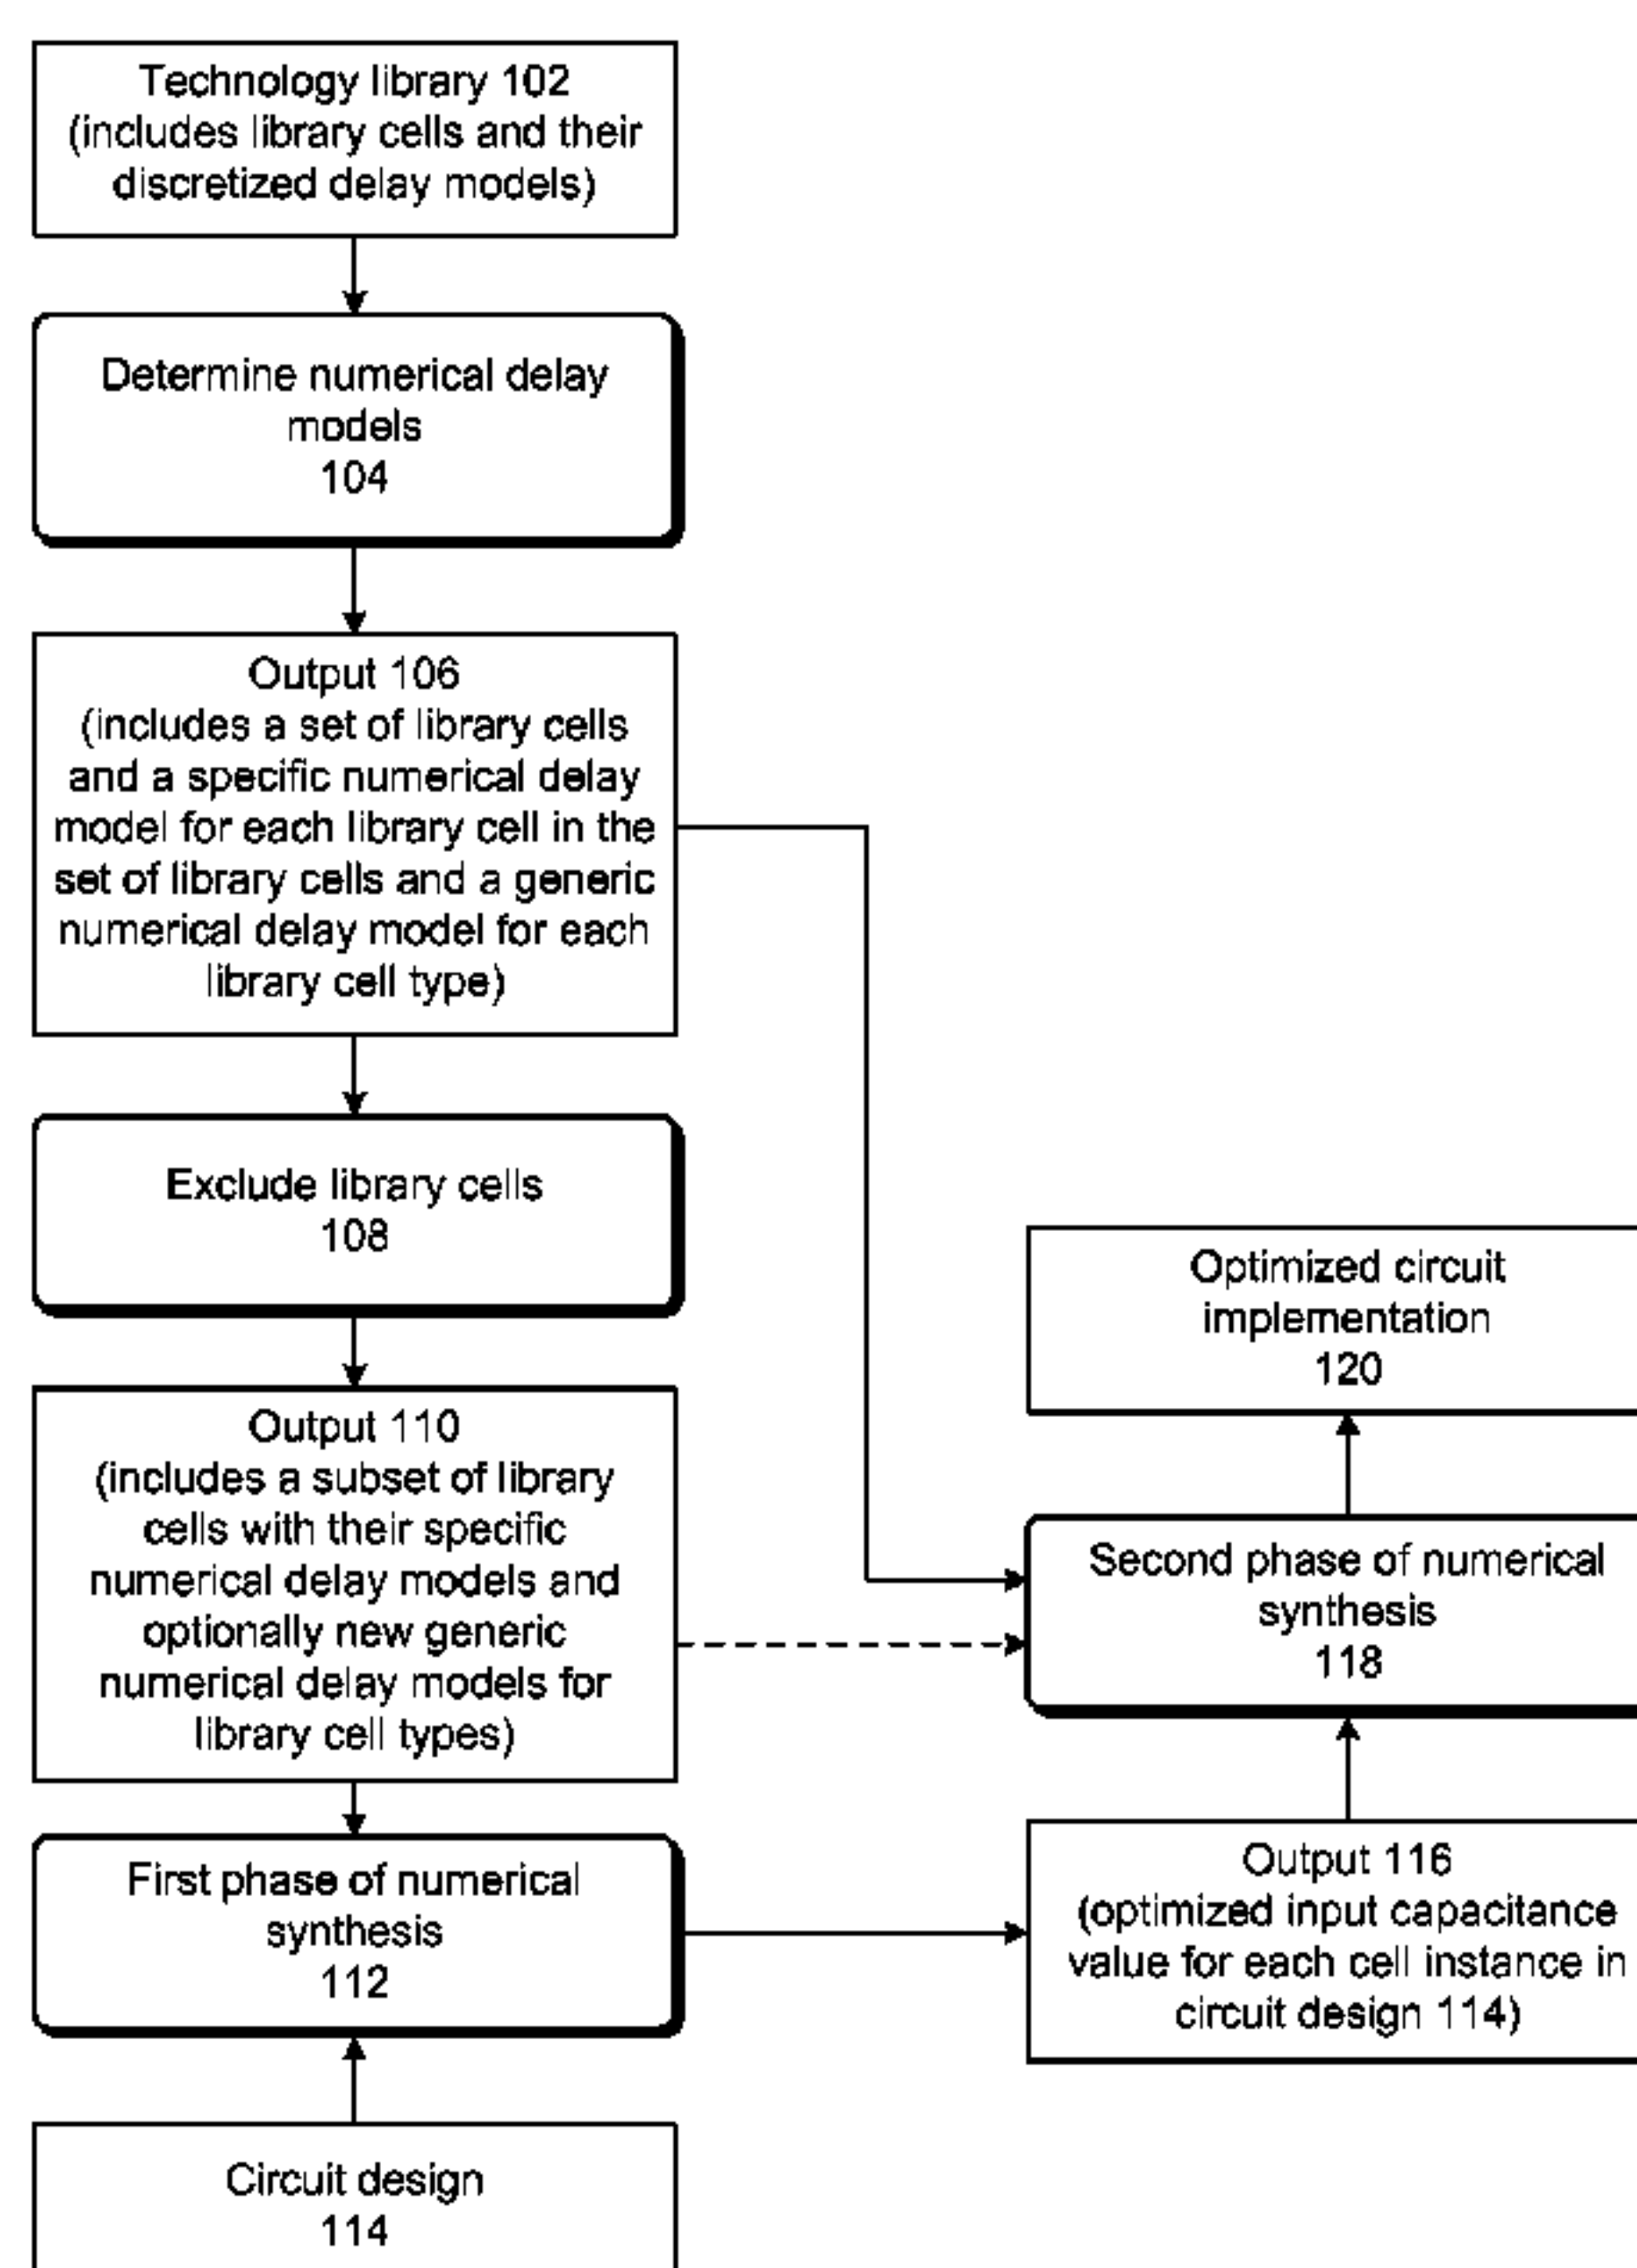 Technology library 102
(includes library cells and their
discretized delay models)
Determine numerical delay
models
104
Output 106
(includes a set of library cells
and a specific numerical delay
model for each library cell in the
set of library cells and a generic
numerical delay model for each
library cell type)
Exclude library cells
108
Output 110
(includes a subset of library
cells with their specific
numerical delay models and
optionally new generic
numerical delay models for
library cell types)
First phase of numerical
synthesis
112
Circuit design
114
Optimized circuit
implementation
120
Second phase of numerical
synthesis
118
Output 116
(optimized input capacitance
value for each cell instance in
circuit design 114)